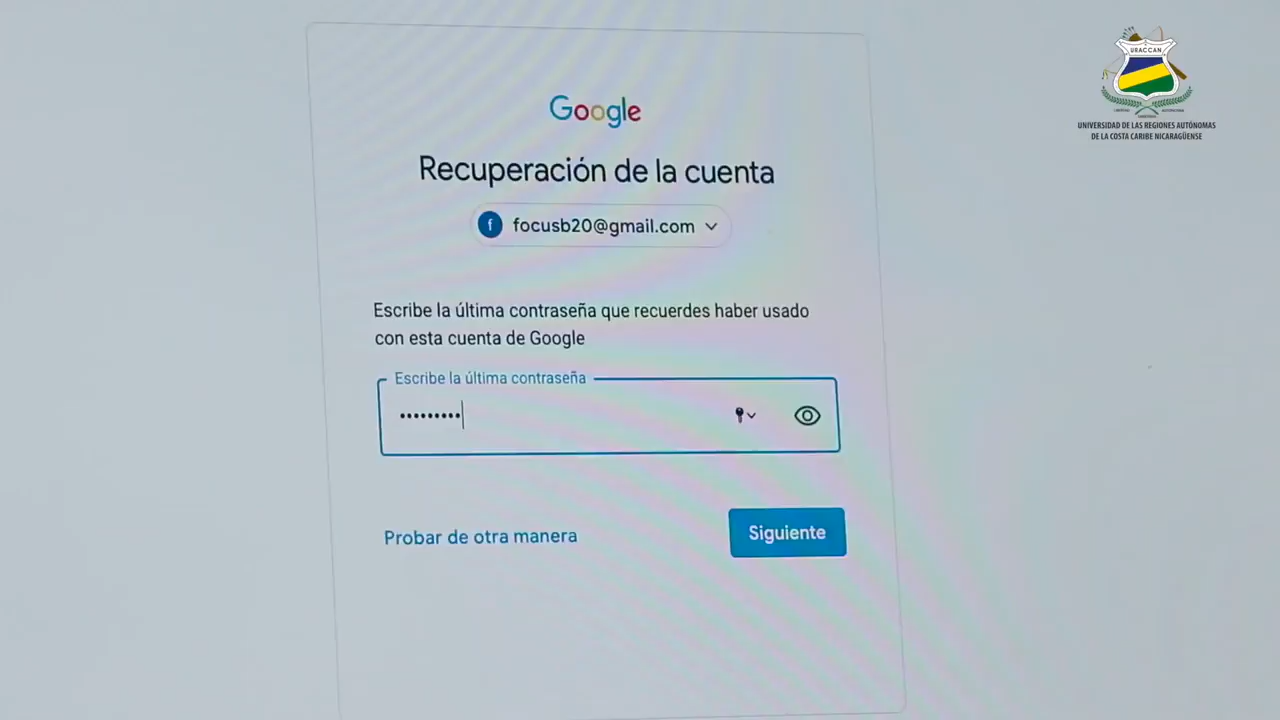 Google
Recuperación de la cuenta
f focusb20@gmail.com
Escribe la última contraseña que recuerdes haber usado
con esta cuenta de Google
Escribe la última contraseña
•••••••••
Probar de otra manera
Siguiente
URACCAN
UNIVERSIDAD DE LAS REGIONES AUTÓNOMAS
DE LA COSTA CARIBE NICARAGÜENSE